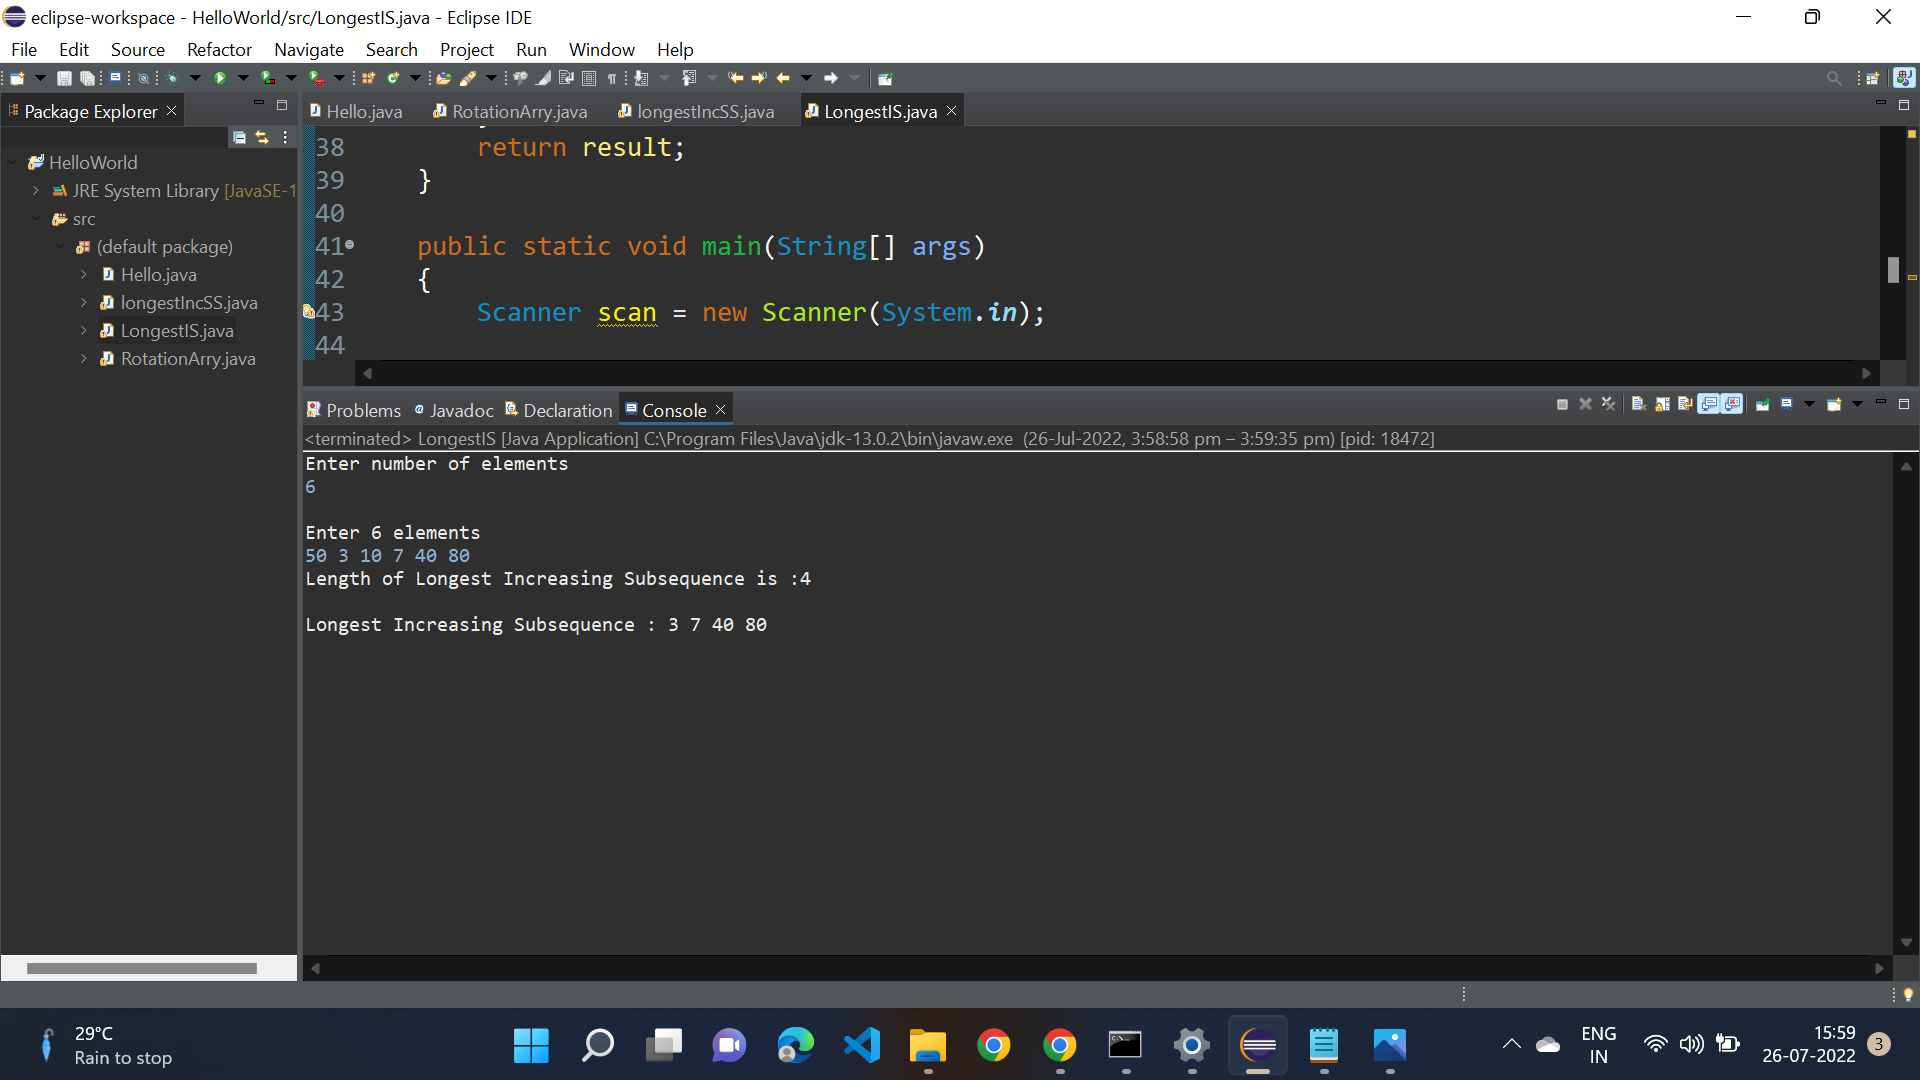 eclipse-workspace - HelloWorld/src/LongestIS.java - Eclipse IDE
File Edit Source Refactor Navigate Search Project Run Window Help
Package Explorer
Hello.java RotationArry.java longestIncSS.java LongestIS.java
HelloWorld
JRE System Library [JavaSE-1
src
(default package)
Hello.java
longestIncSS.java
LongestIS.java
RotationArry.java
38 return result;
39 }
40
41 public static void main(String[] args)
42 {
43 Scanner scan = new Scanner(System.in);
44
Problems Javadoc Declaration Console
<terminated> LongestIS [Java Application] C:\Program Files\Java\jdk-13.0.2\bin\javaw.exe (26-Jul-2022, 3:58:58 pm – 3:59:35 pm) [pid: 18472]
Enter number of elements
6
Enter 6 elements
50 3 10 7 40 80
Length of Longest Increasing Subsequence is :4
Longest Increasing Subsequence : 3 7 40 80
29°C
Rain to stop
ENG
IN
15:59
26-07-2022
3